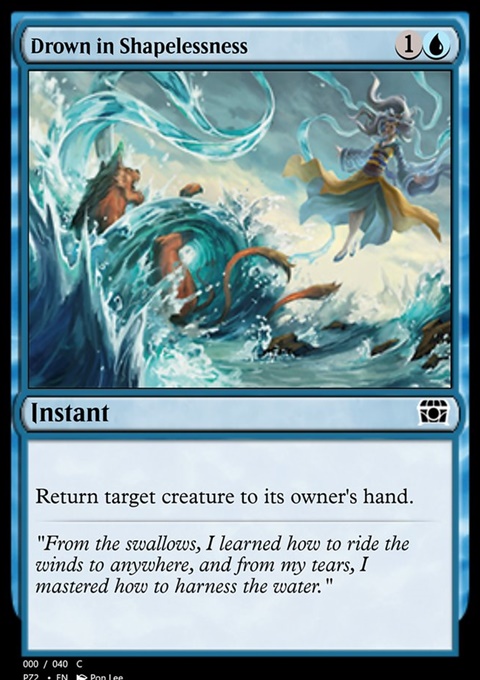 Drown in Shapelessness 1
Instant
Return target creature to its owner's hand.
"From the swallows, I learned how to ride the
winds to anywhere, and from my tears, I
mastered how to harness the water."
000 / 040 C
PZ2 • EN Pon Lee